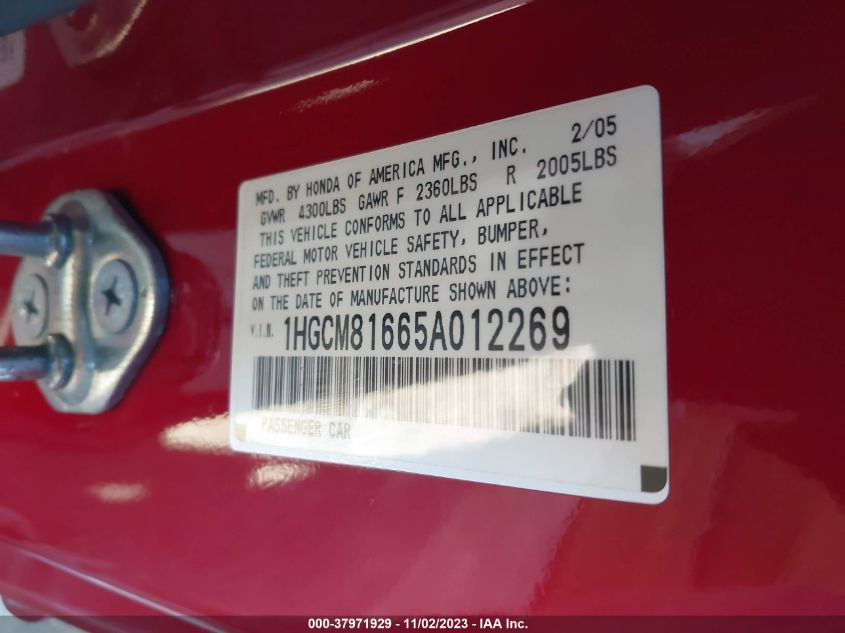 MFD. BY HONDA OF AMERICA MFG., INC. 2/05
GVWR 4300LBS GAWR F 2360LBS R 2005LBS
THIS VEHICLE CONFORMS TO ALL APPLICABLE
FEDERAL MOTOR VEHICLE SAFETY, BUMPER,
AND THEFT PREVENTION STANDARDS IN EFFECT
ON THE DATE OF MANUFACTURE SHOWN ABOVE:
V.I.N. 1HGCM81665A012269
PASSENGER CAR
000-37971929 - 11/02/2023 - IAA Inc.